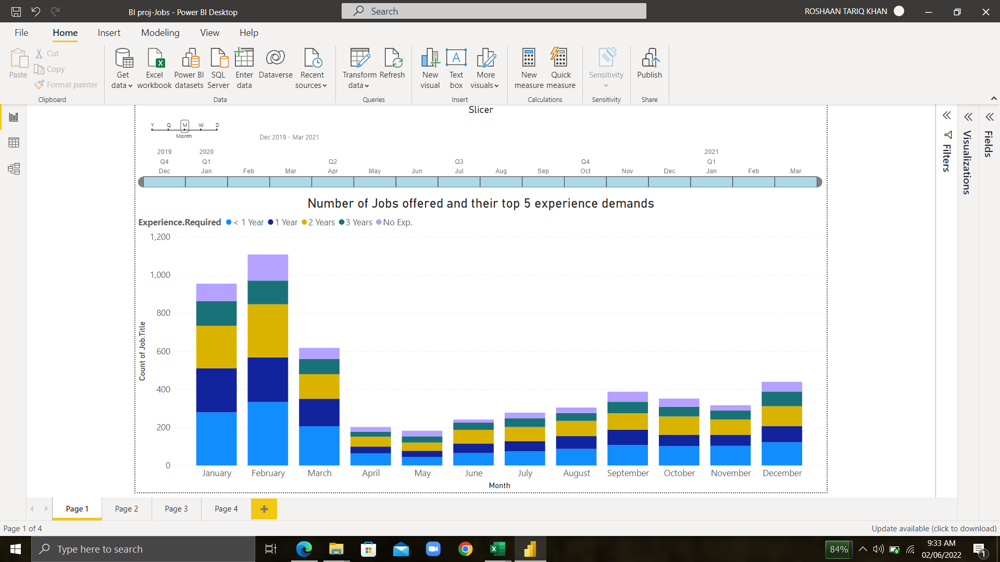 BI proj-Jobs - Power BI Desktop
Search
ROSHAAN TARIQ KHAN
File Home Insert Modeling View Help
Paste
Cut
Copy
Format painter
Clipboard
Get data
Excel workbook
Power BI datasets
SQL Server
Enter data
Dataverse
Recent sources
Data
Transform data
Refresh
Queries
New visual
Text box
More visuals
Insert
New measure
Quick measure
Calculations
Sensitivity
Sensitivity
Publish
Share
Slicer
Y Q M W D
Month
Dec 2019 - Mar 2021
2019 2020 2021
Q4 Q1 Q2 Q3 Q4 Q1
Dec Jan Feb Mar Apr May Jun Jul Aug Sep Oct Nov Dec Jan Feb Mar
Number of Jobs offered and their top 5 experience demands
Experience.Required < 1 Year 1 Year 2 Years 3 Years No Exp.
Count of Job.Title
1,200
1,000
800
600
400
200
0
January February March April May June July August September October November December
Month
Filters
Visualizations
Fields
Page 1 Page 2 Page 3 Page 4 +
Page 1 of 4
Update available (click to download)
Type here to search
84%
9:33 AM
02/06/2022
1